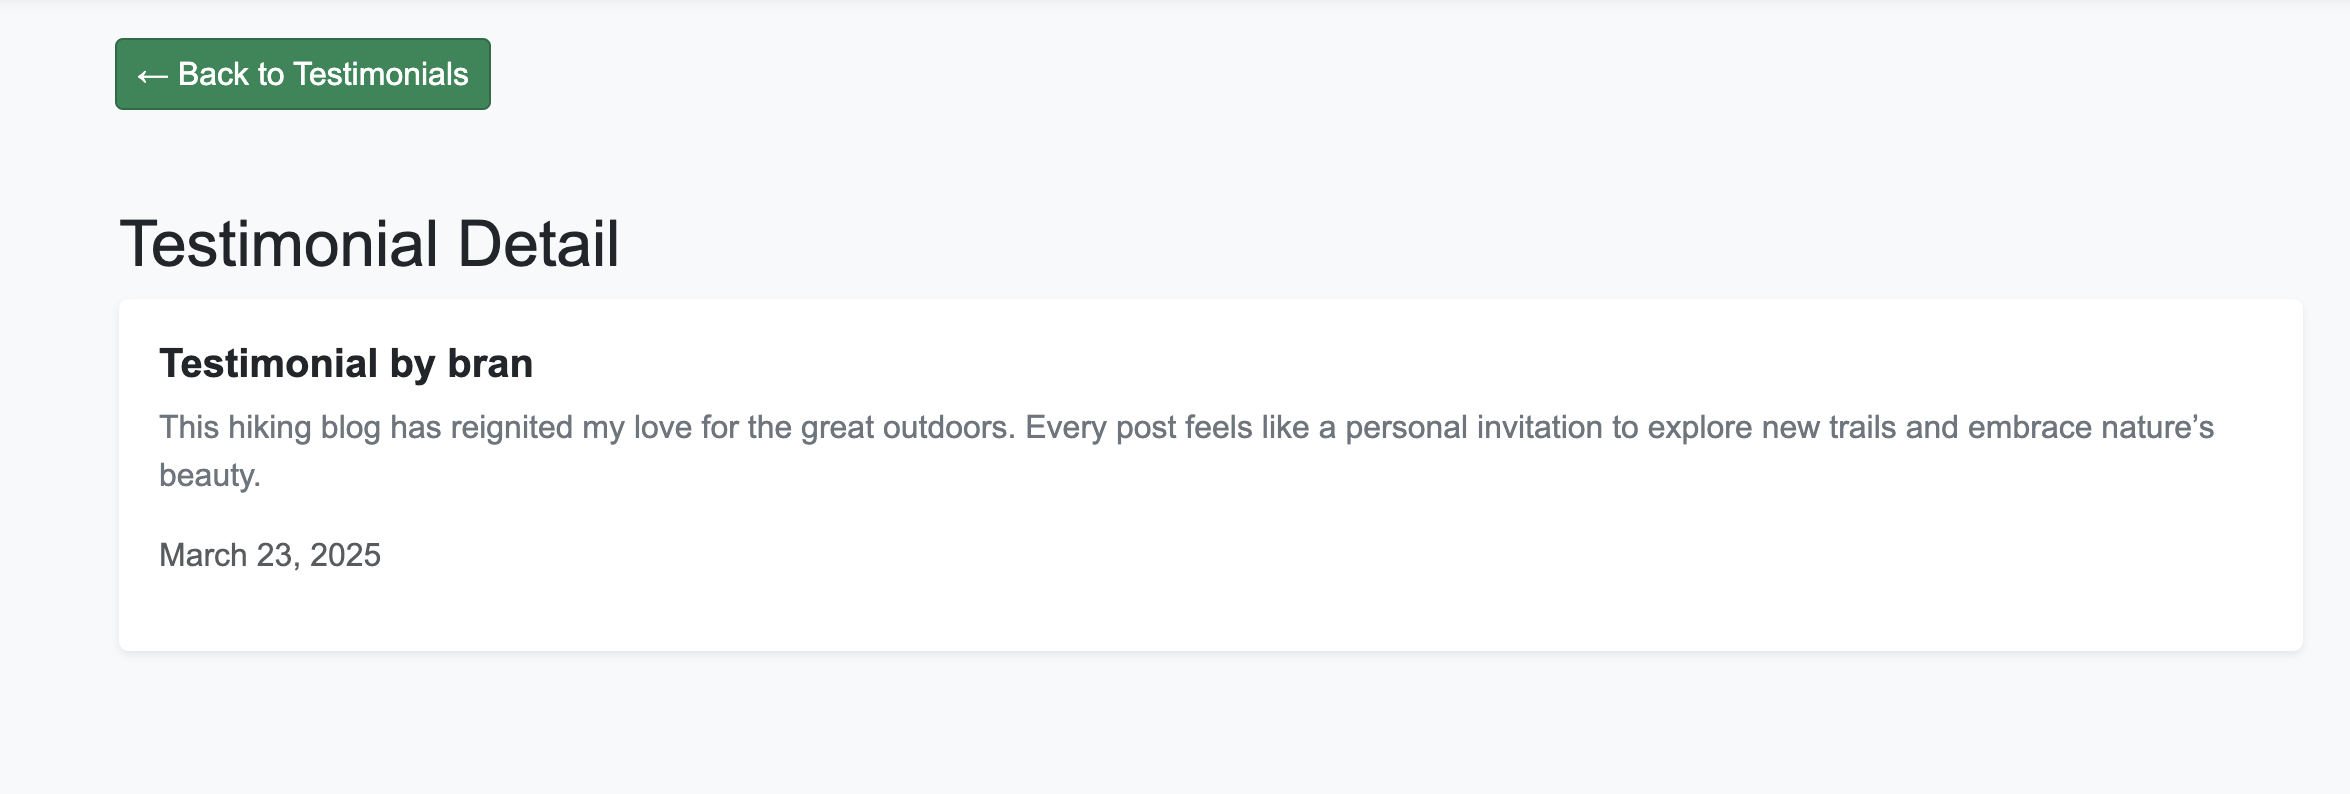 ← Back to Testimonials
Testimonial Detail
Testimonial by bran
This hiking blog has reignited my love for the great outdoors. Every post feels like a personal invitation to explore new trails and embrace nature’s
beauty.
March 23, 2025